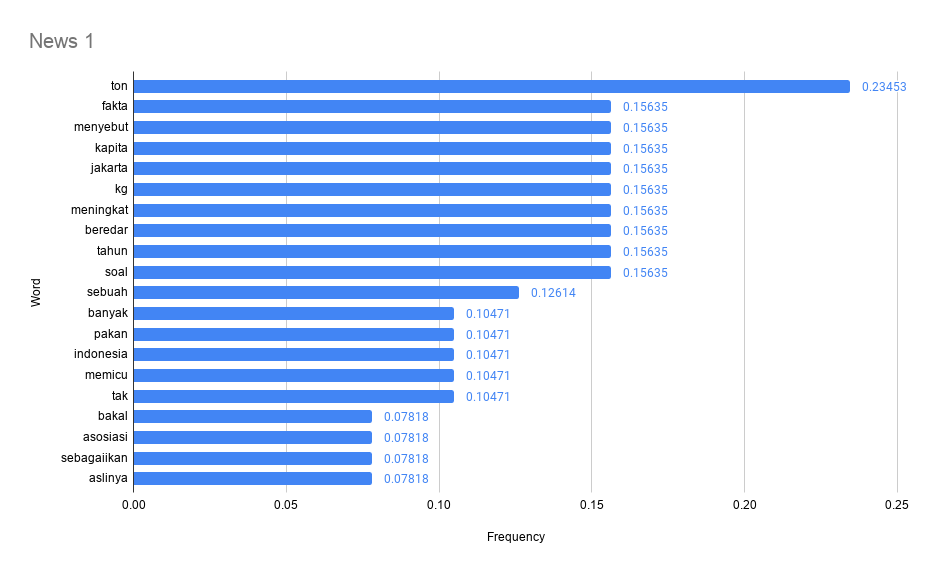 News 1
ton 0.23453
fakta 0.15635
menyebut 0.15635
kapita 0.15635
jakarta 0.15635
kg 0.15635
meningkat 0.15635
beredar 0.15635
tahun 0.15635
soal 0.15635
sebuah 0.12614
banyak 0.10471
pakan 0.10471
indonesia 0.10471
memicu 0.10471
tak 0.10471
bakal 0.07818
asosiasi 0.07818
sebagaiikan 0.07818
aslinya 0.07818
Word
0.00 0.05 0.10 0.15 0.20 0.25
Frequency